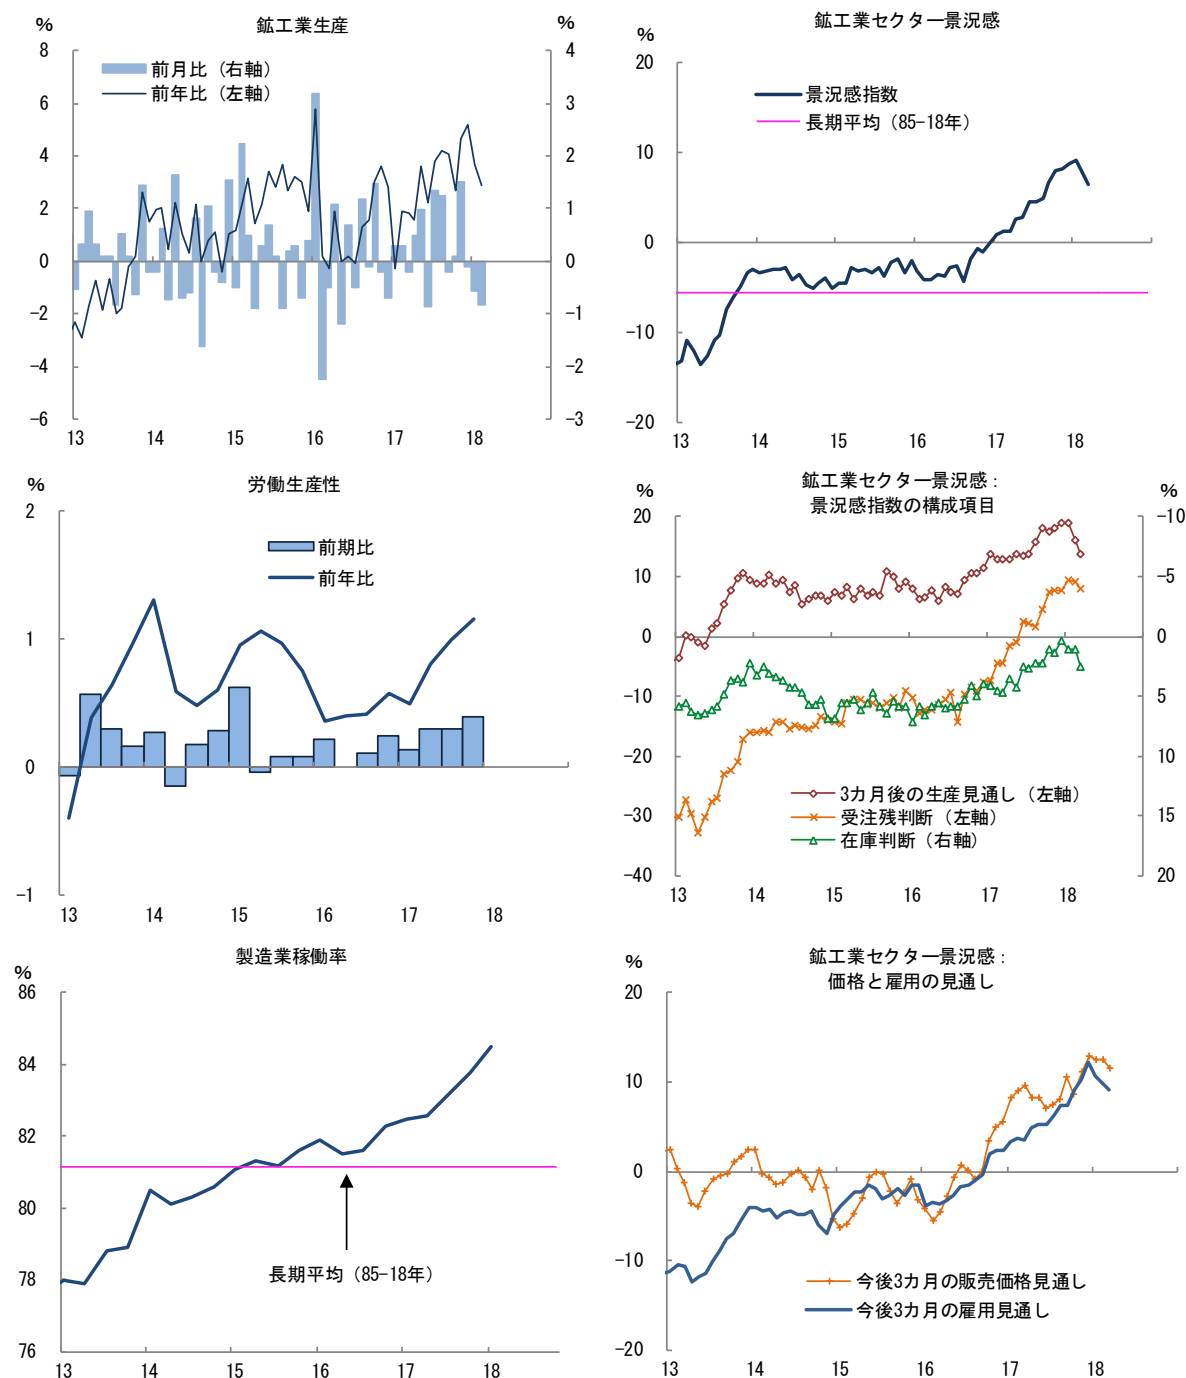 鉱工業生産
%
%
8
6
4
2
0
−2
−4
−6
4
3
2
1
0
−1
−2
−3
前月比（右軸）
前年比（左軸）
13 14 15 16 17 18
鉱工業セクター景況感
%
20
10
0
−10
−20
景況感指数
長期平均（85-18年）
13 14 15 16 17 18
労働生産性
%
2
1
0
−1
前期比
前年比
13 14 15 16 17 18
鉱工業セクター景況感：
景況感指数の構成項目
%
%
20
10
0
−10
−20
−30
−40
−10
−5
0
5
10
15
20
3カ月後の生産見通し（左軸）
受注残判断（左軸）
在庫判断（右軸）
13 14 15 16 17 18
製造業稼働率
%
86
84
82
80
78
76
長期平均（85-18年）
13 14 15 16 17 18
鉱工業セクター景況感：
価格と雇用の見通し
%
20
10
0
−10
−20
今後3カ月の販売価格見通し
今後3カ月の雇用見通し
13 14 15 16 17 18